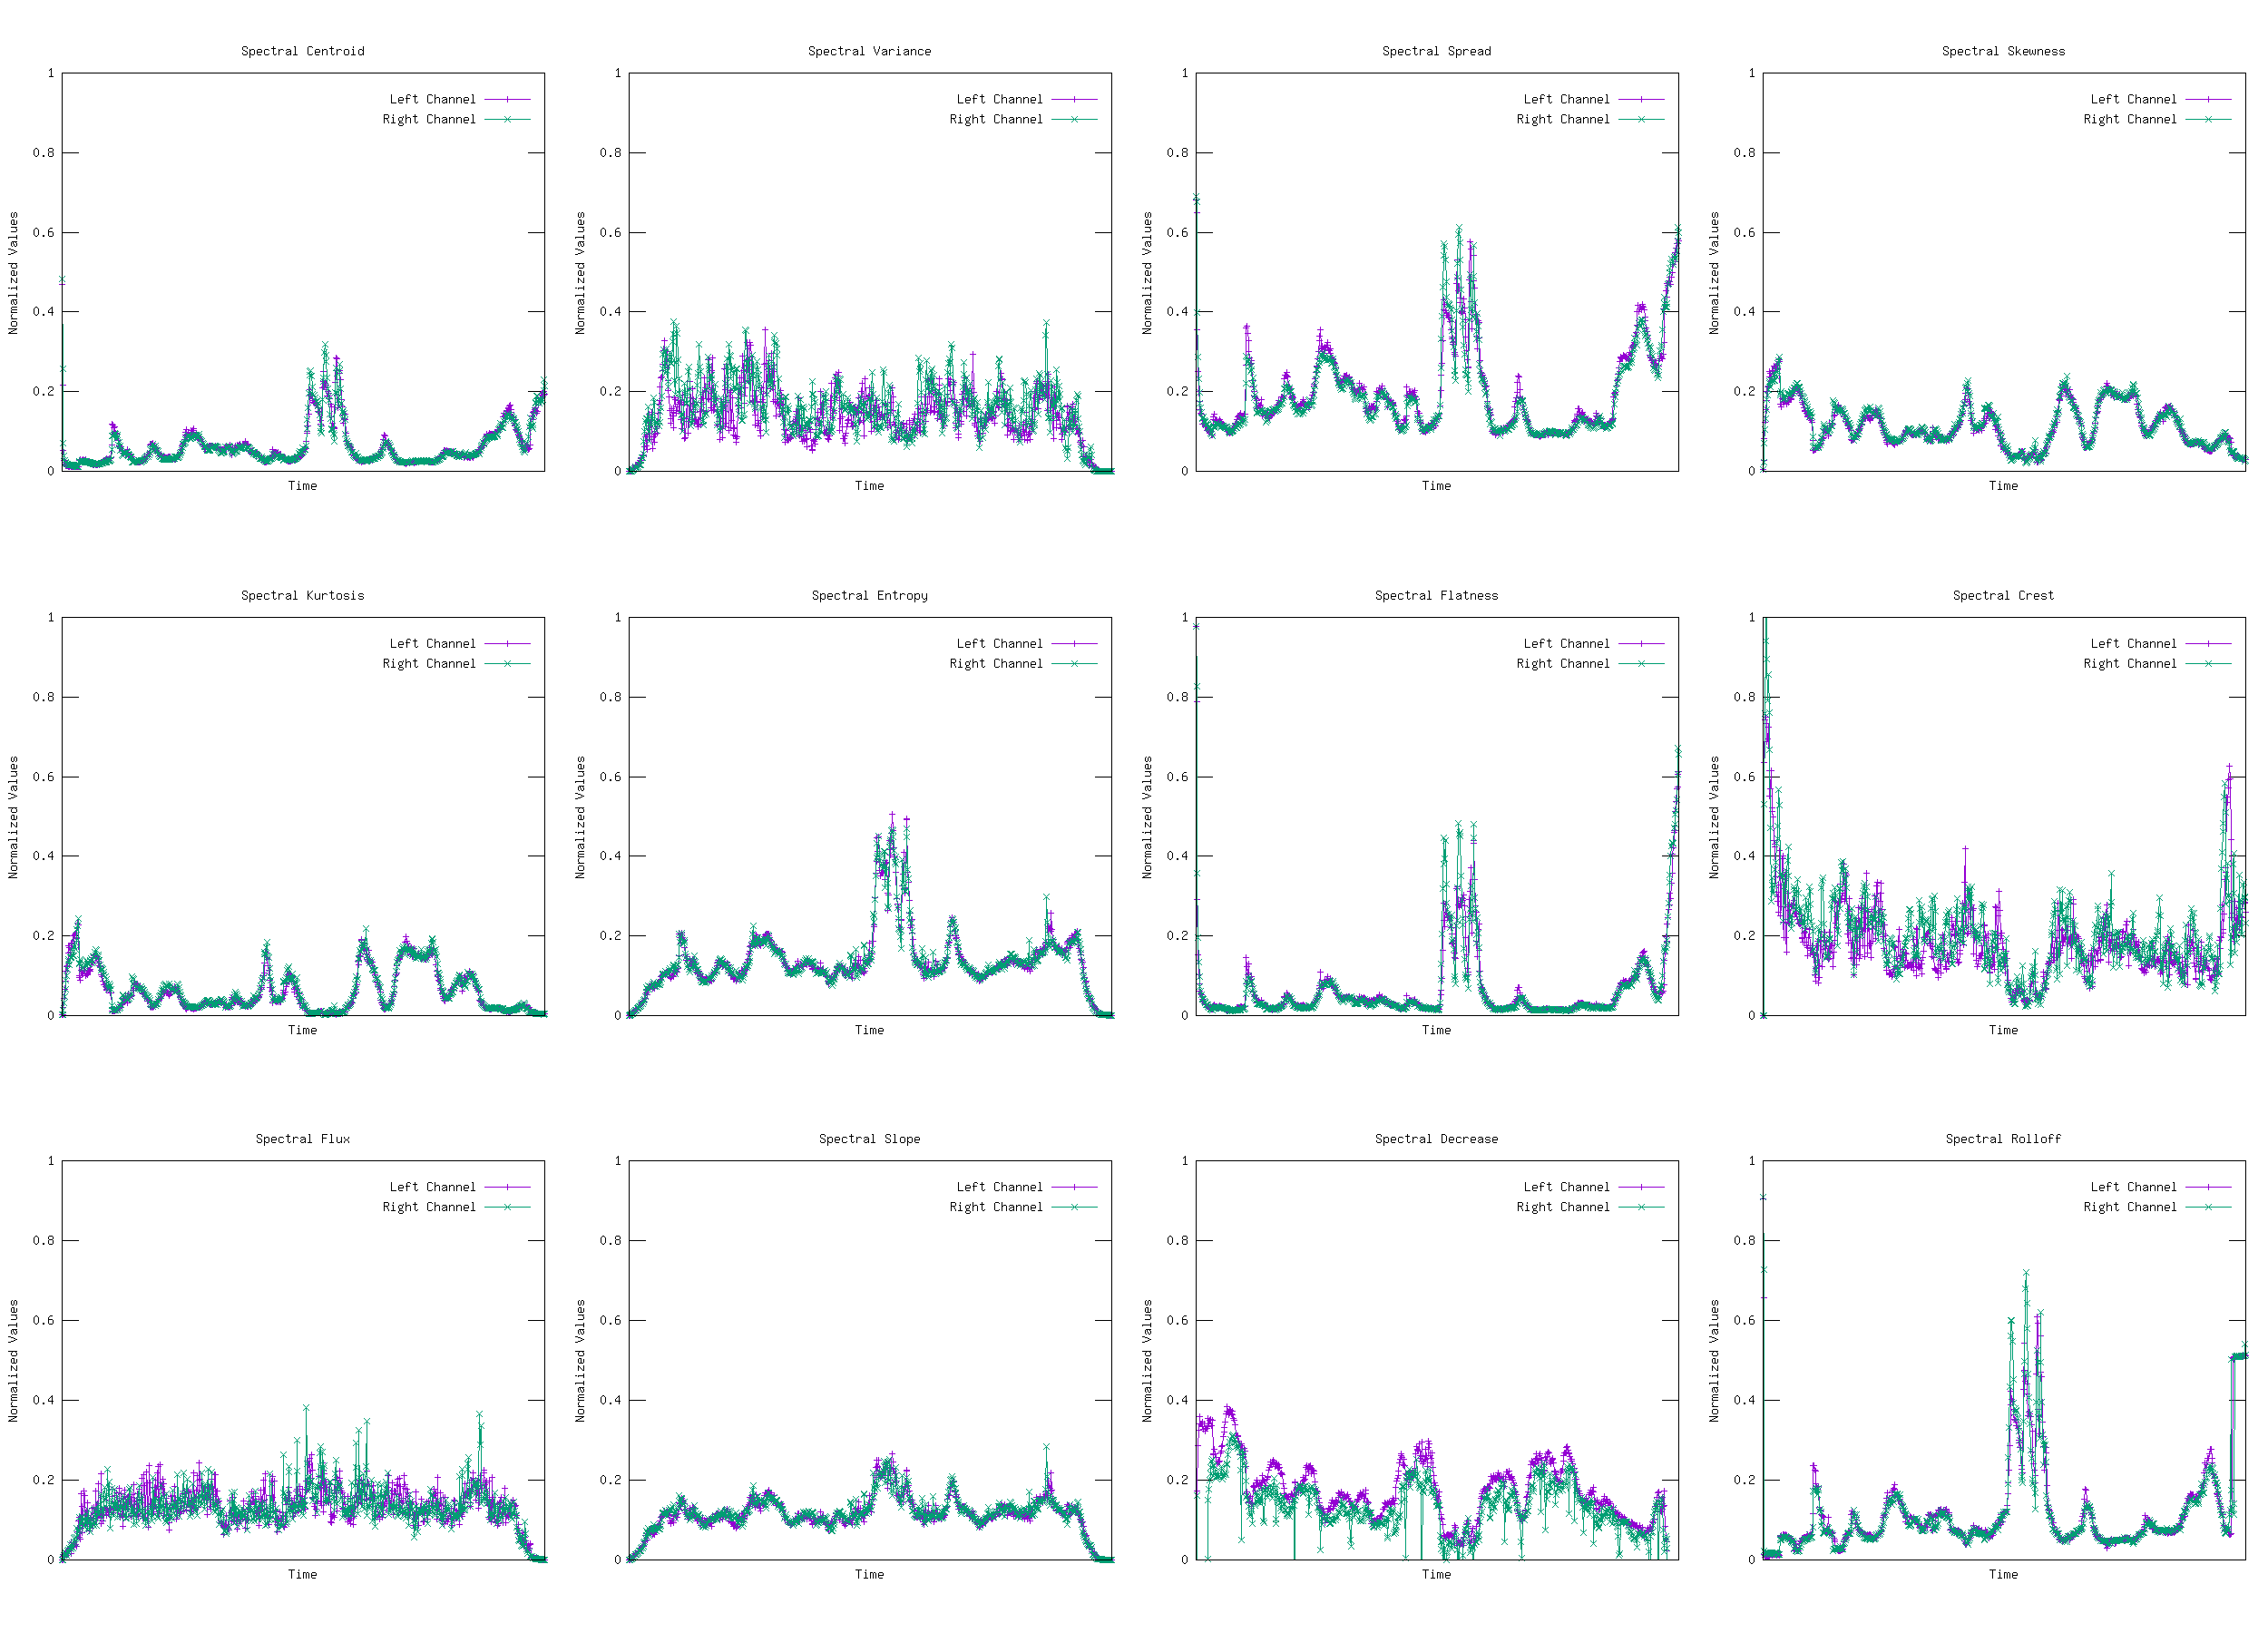 Spectral Centroid
1
0.8
0.6
0.4
0.2
0
Normalized Values
Time
Left Channel
Right Channel
Spectral Variance
1
0.8
0.6
0.4
0.2
0
Normalized Values
Time
Left Channel
Right Channel
Spectral Spread
1
0.8
0.6
0.4
0.2
0
Normalized Values
Time
Left Channel
Right Channel
Spectral Skewness
1
0.8
0.6
0.4
0.2
0
Normalized Values
Time
Left Channel
Right Channel
Spectral Kurtosis
1
0.8
0.6
0.4
0.2
0
Normalized Values
Time
Left Channel
Right Channel
Spectral Entropy
1
0.8
0.6
0.4
0.2
0
Normalized Values
Time
Left Channel
Right Channel
Spectral Flatness
1
0.8
0.6
0.4
0.2
0
Normalized Values
Time
Left Channel
Right Channel
Spectral Crest
1
0.8
0.6
0.4
0.2
0
Normalized Values
Time
Left Channel
Right Channel
Spectral Flux
1
0.8
0.6
0.4
0.2
0
Normalized Values
Time
Left Channel
Right Channel
Spectral Slope
1
0.8
0.6
0.4
0.2
0
Normalized Values
Time
Left Channel
Right Channel
Spectral Decrease
1
0.8
0.6
0.4
0.2
0
Normalized Values
Time
Left Channel
Right Channel
Spectral Rolloff
1
0.8
0.6
0.4
0.2
0
Normalized Values
Time
Left Channel
Right Channel